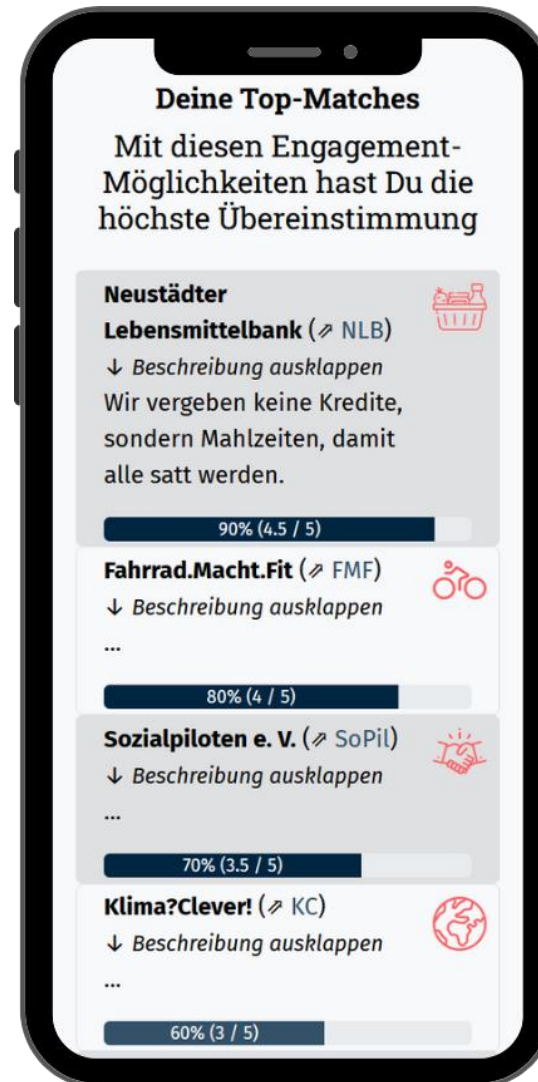 Deine Top-Matches
Mit diesen Engagement-
Möglichkeiten hast Du die
höchste Übereinstimmung
Neustädter
Lebensmittelbank (⇗ NLB)
↓ Beschreibung ausklappen
Wir vergeben keine Kredite,
sondern Mahlzeiten, damit
alle satt werden.
90% (4.5 / 5)
Fahrrad.Macht.Fit (⇗ FMF)
↓ Beschreibung ausklappen
...
80% (4 / 5)
Sozialpiloten e. V. (⇗ SoPil)
↓ Beschreibung ausklappen
...
70% (3.5 / 5)
Klima?Clever! (⇗ KC)
↓ Beschreibung ausklappen
...
60% (3 / 5)